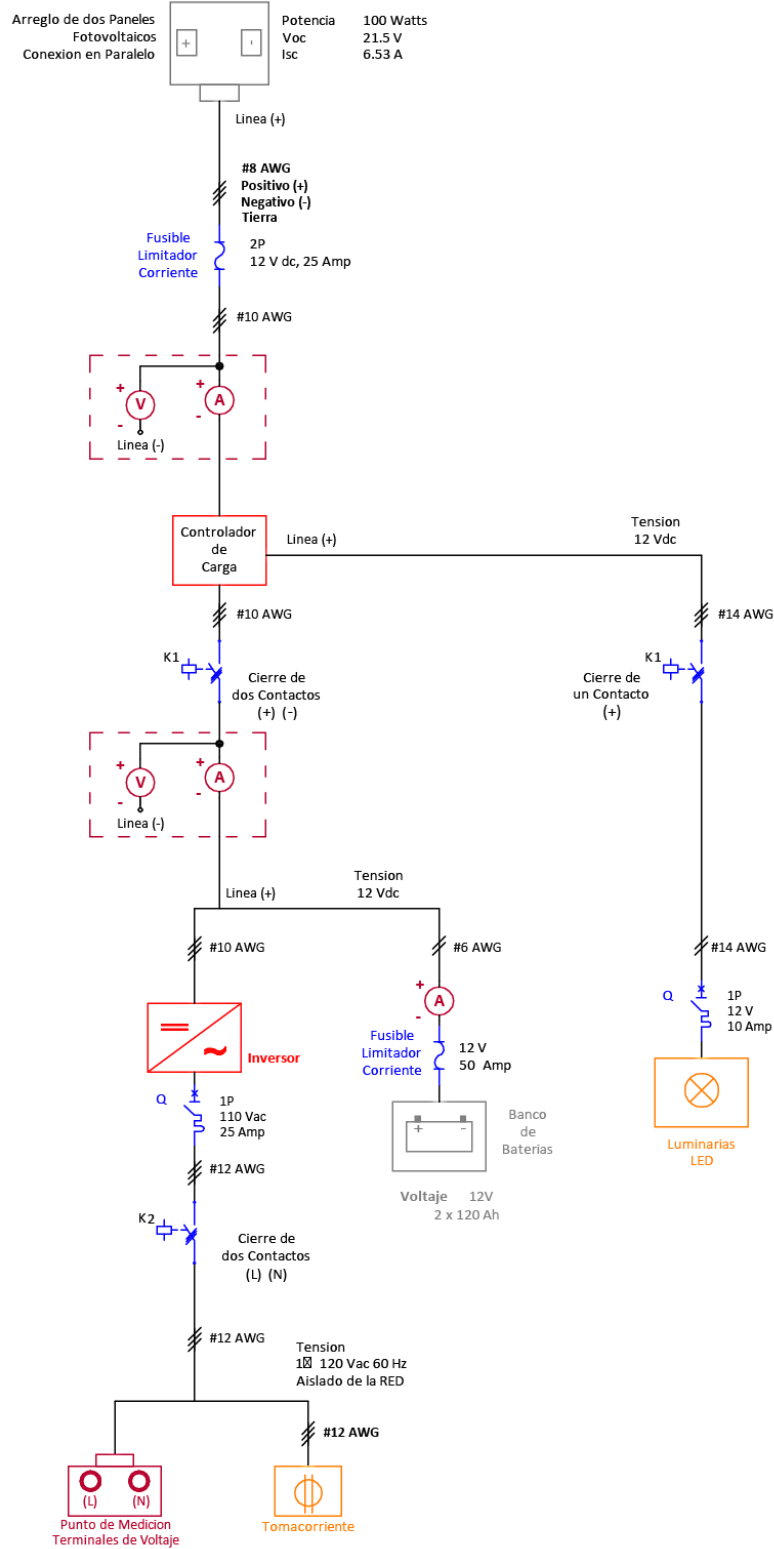 Arreglo de dos Paneles
Fotovoltaicos
Conexion en Paralelo
+ -
Potencia 100 Watts
Voc 21.5 V
Isc 6.53 A
Linea (+)
#8 AWG
Positivo (+)
Negativo (-)
Tierra
Fusible
Limitador
Corriente
2P
12 V dc, 25 Amp
#10 AWG
+ V -
+ A -
Linea (-)
Controlador
de
Carga
Linea (+)
Tension
12 Vdc
#10 AWG
#14 AWG
K1
Cierre de
dos Contactos
(+) (-)
K1
Cierre de
un Contacto
(+)
+ V -
+ A -
Linea (-)
Linea (+)
Tension
12 Vdc
#10 AWG
#6 AWG
#14 AWG
+ A -
Inversor
Fusible
Limitador
Corriente
12 V
50 Amp
Q
1P
12 V
10 Amp
Q
1P
110 Vac
25 Amp
+ -
Banco
de
Baterias
Voltaje 12V
2 x 120 Ah
Luminarias
LED
#12 AWG
K2
Cierre de
dos Contactos
(L) (N)
#12 AWG
Tension
1 120 Vac 60 Hz
Aislado de la RED
#12 AWG
(L) (N)
Punto de Medicion
Terminales de Voltaje
Tomacorriente